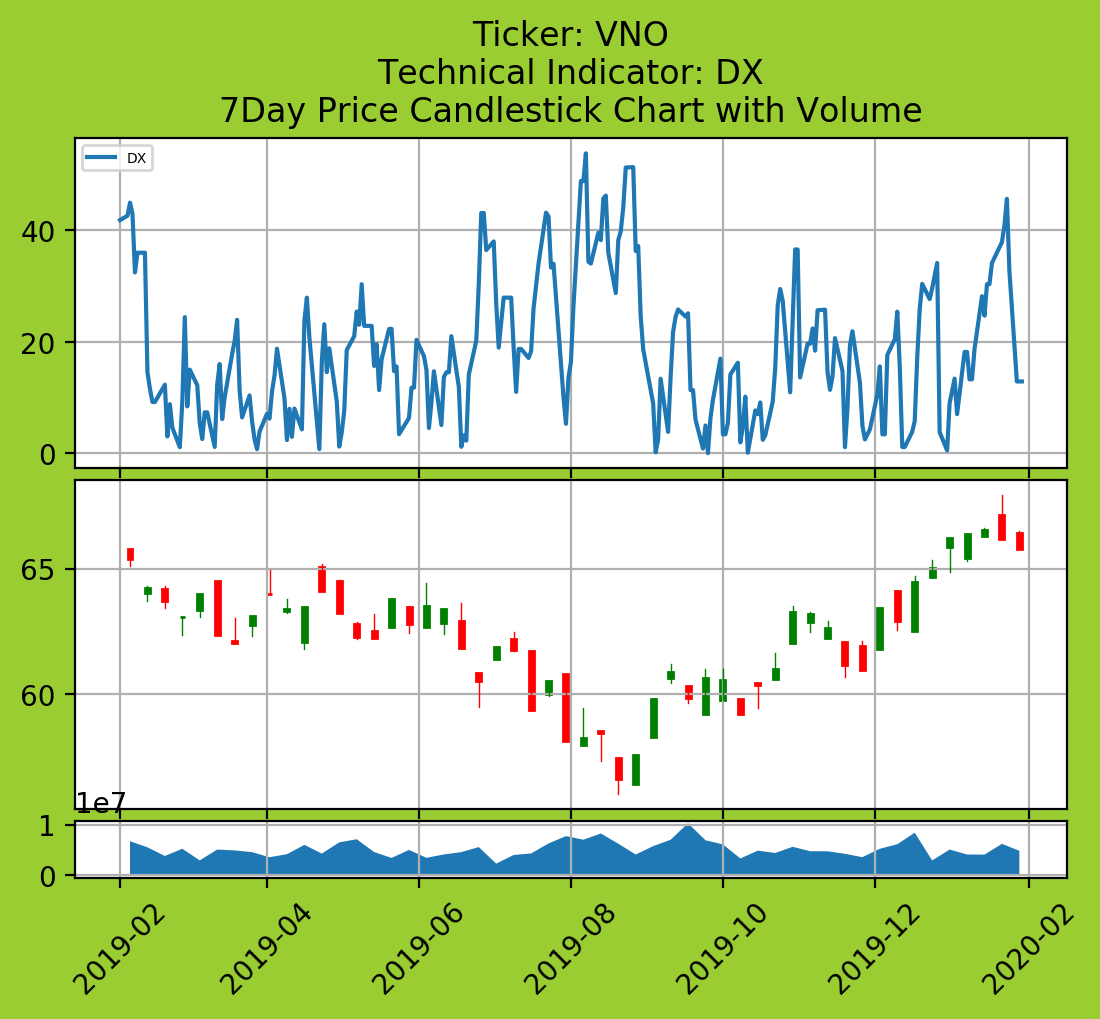 Ticker: VNO
Technical Indicator: DX
7Day Price Candlestick Chart with Volume
DX
40
20
0
65
60
1e7
1
0
2019-02 2019-04 2019-06 2019-08 2019-10 2019-12 2020-02